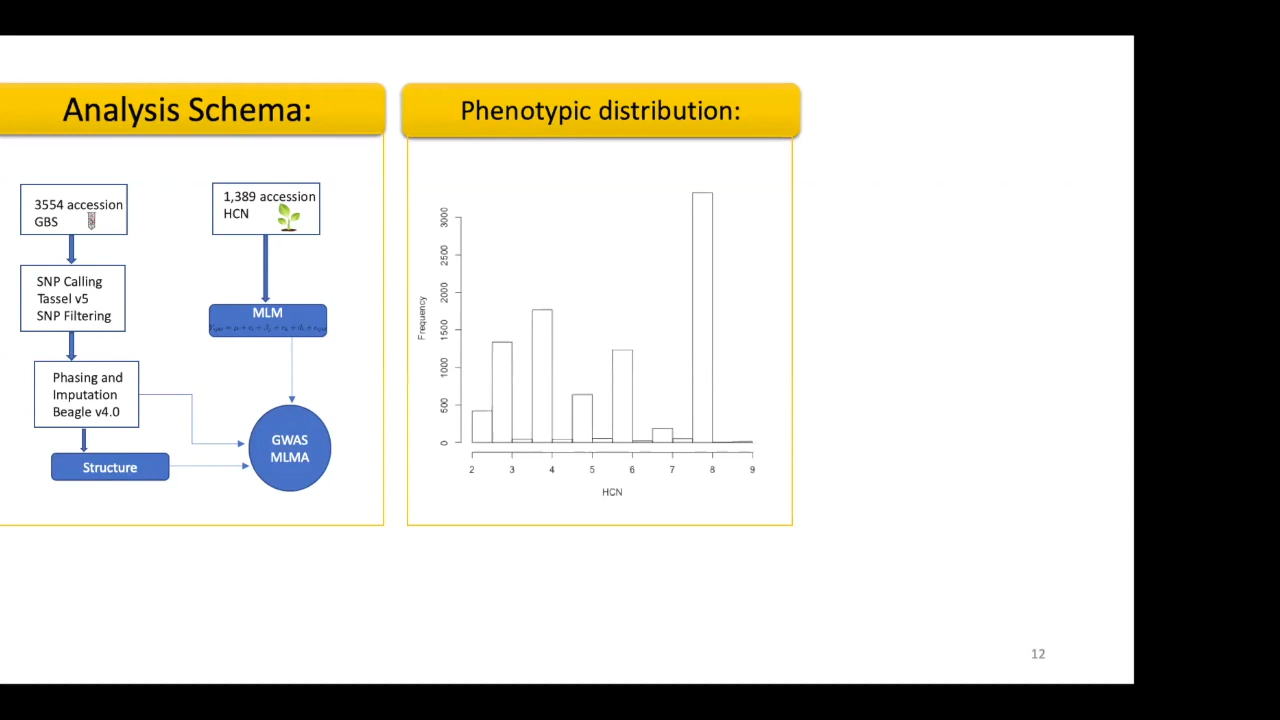 Analysis Schema:
3554 accession
GBS
1,389 accession
HCN
SNP Calling
Tassel v5
SNP Filtering
MLM
Phasing and
Imputation
Beagle v4.0
GWAS
MLMA
Structure
Phenotypic distribution:
Frequency
3000
2500
2000
1500
1000
500
0
2 3 4 5 6 7 8 9
HCN
12